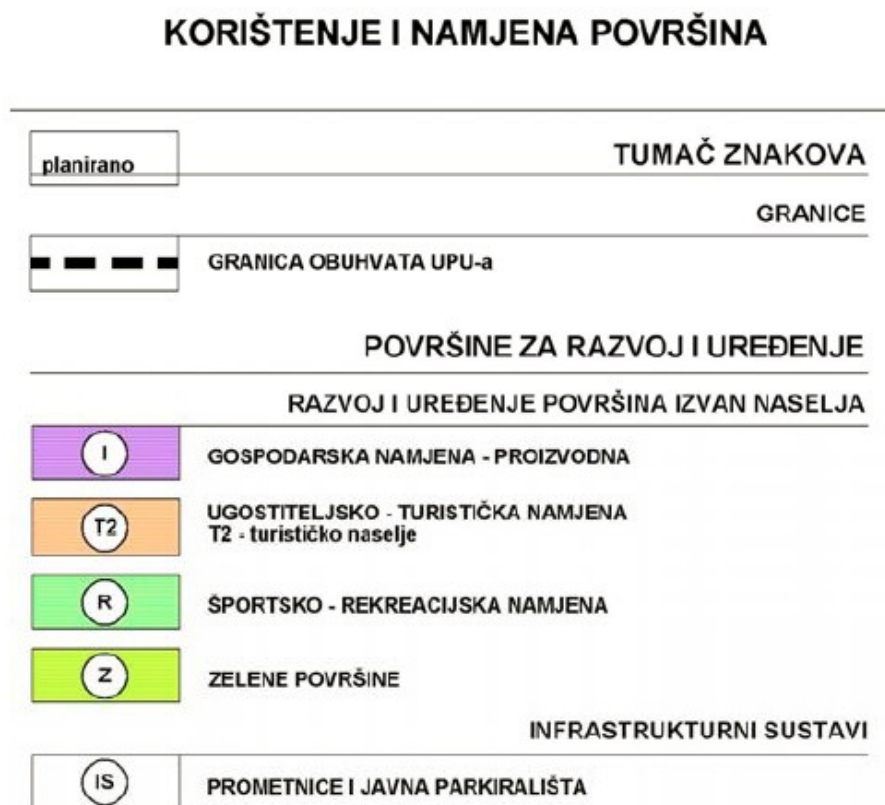 KORIŠTENJE I NAMJENA POVRŠINA
planirano
TUMAČ ZNAKOVA
GRANICE
GRANICA OBUHVATA UPU-a
POVRŠINE ZA RAZVOJ I UREĐENJE
RAZVOJ I UREĐENJE POVRŠINA IZVAN NASELJA
I
GOSPODARSKA NAMJENA - PROIZVODNA
T2
UGOSTITELJSKO - TURISTIČKA NAMJENA
T2 - turističko naselje
R
ŠPORTSKO - REKREACIJSKA NAMJENA
Z
ZELENE POVRŠINE
INFRASTRUKTURNI SUSTAVI
IS
PROMETNICE I JAVNA PARKIRALIŠTA